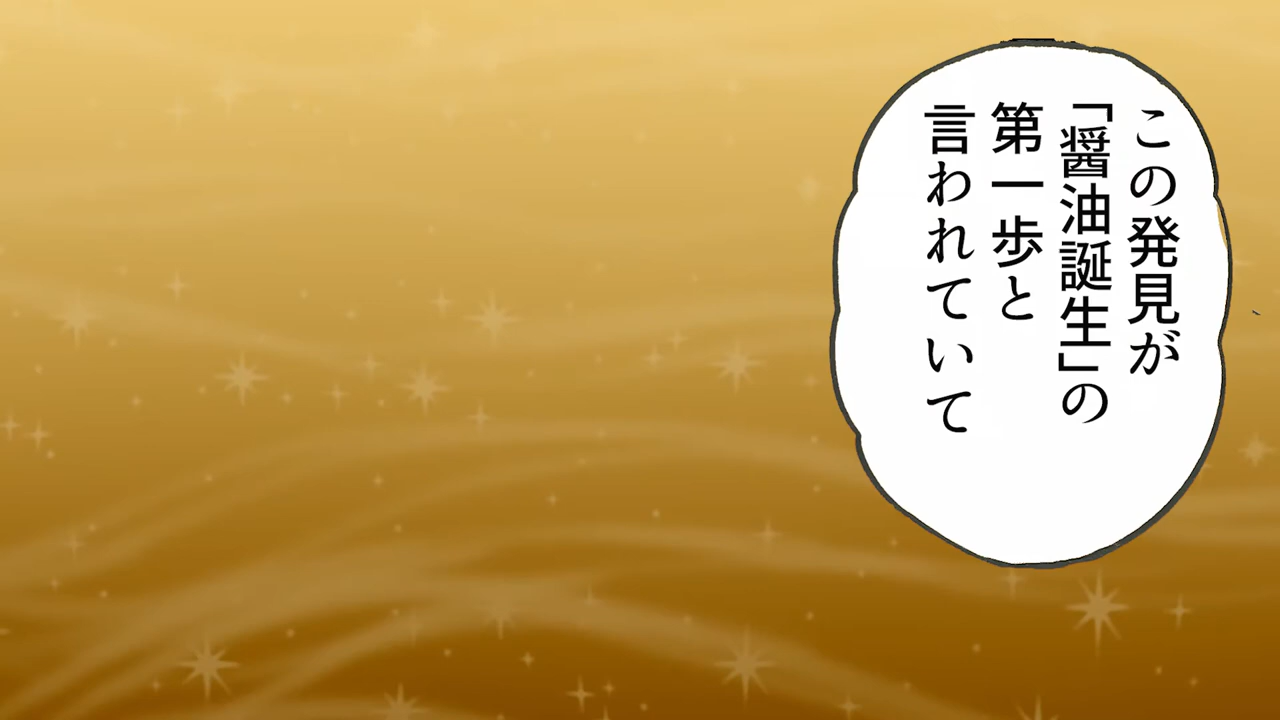 この発見が
「醤油誕生」の
第一歩と
言われていて